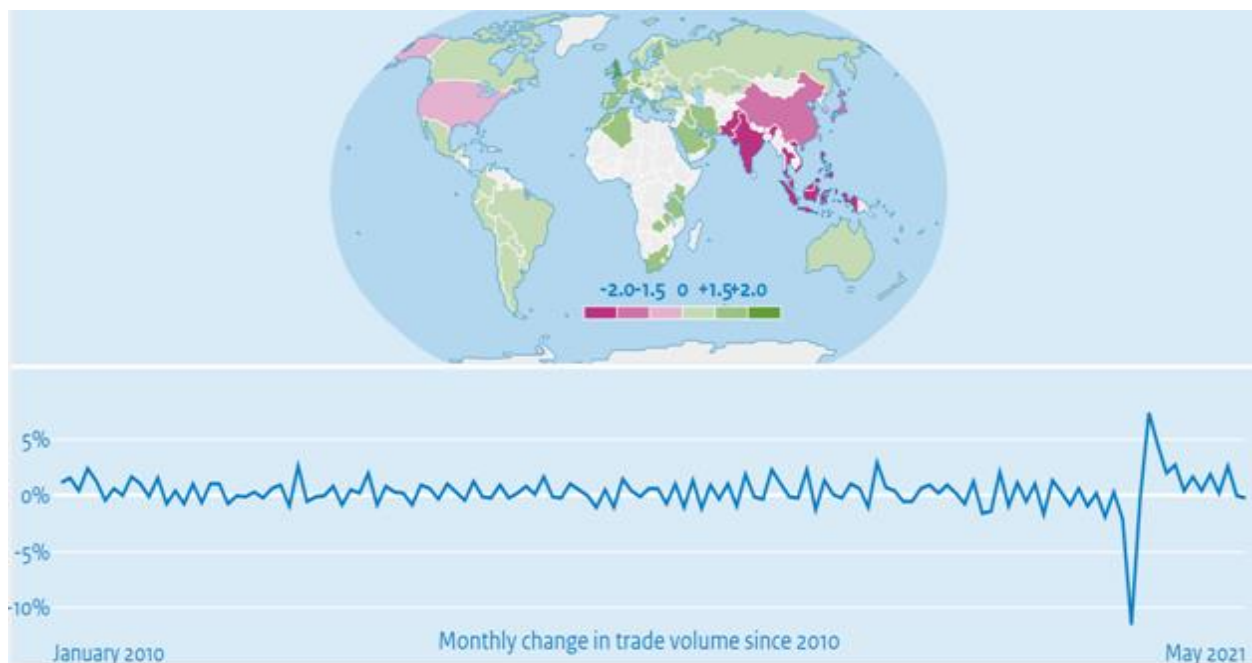 -2.0-1.5 0 +1.5+2.0
5%
0%
-5%
-10%
Monthly change in trade volume since 2010
January 2010
May 2021